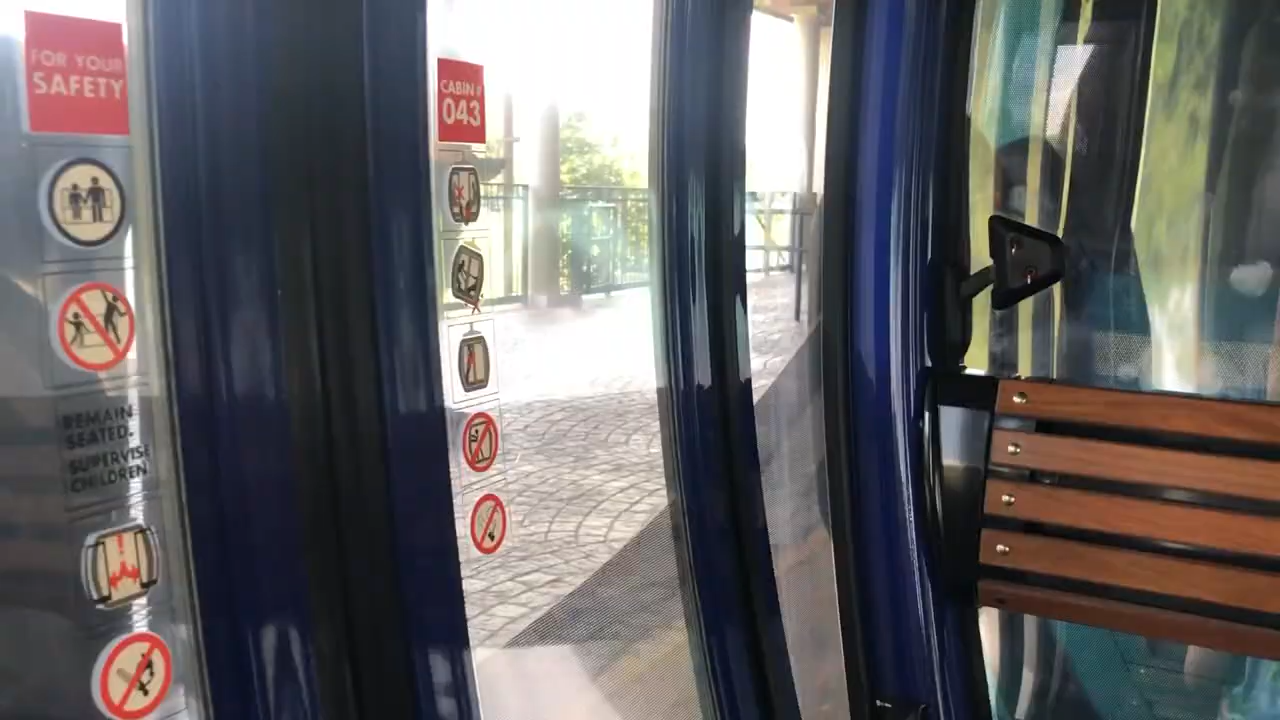 FOR YOUR
SAFETY
REMAIN
SEATED.
SUPERVISE
CHILDREN
CABIN #
043